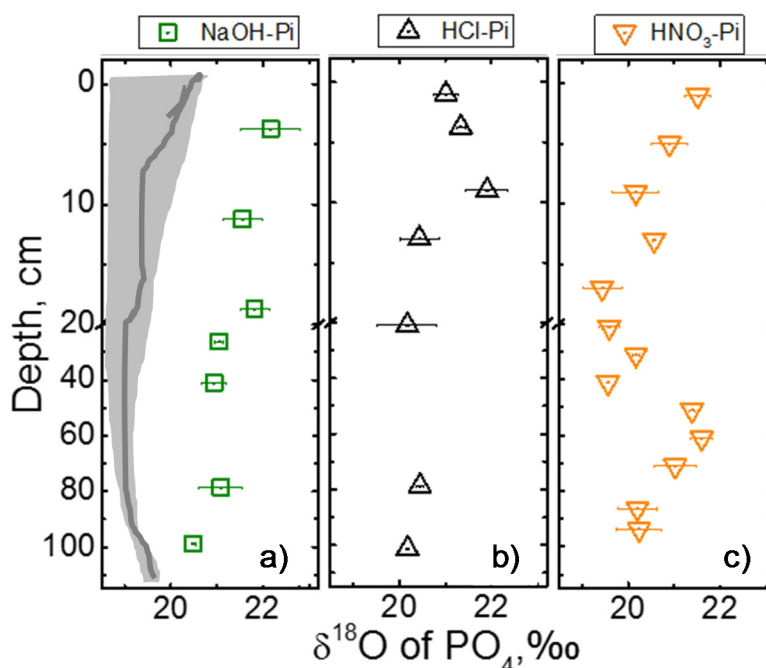 NaOH-Pi
HCl-Pi
HNO₃-Pi
0
10
20
40
60
80
100
Depth, cm
a)
b)
c)
20 22
20 22
20 22
δ¹⁸O of PO₄,‰